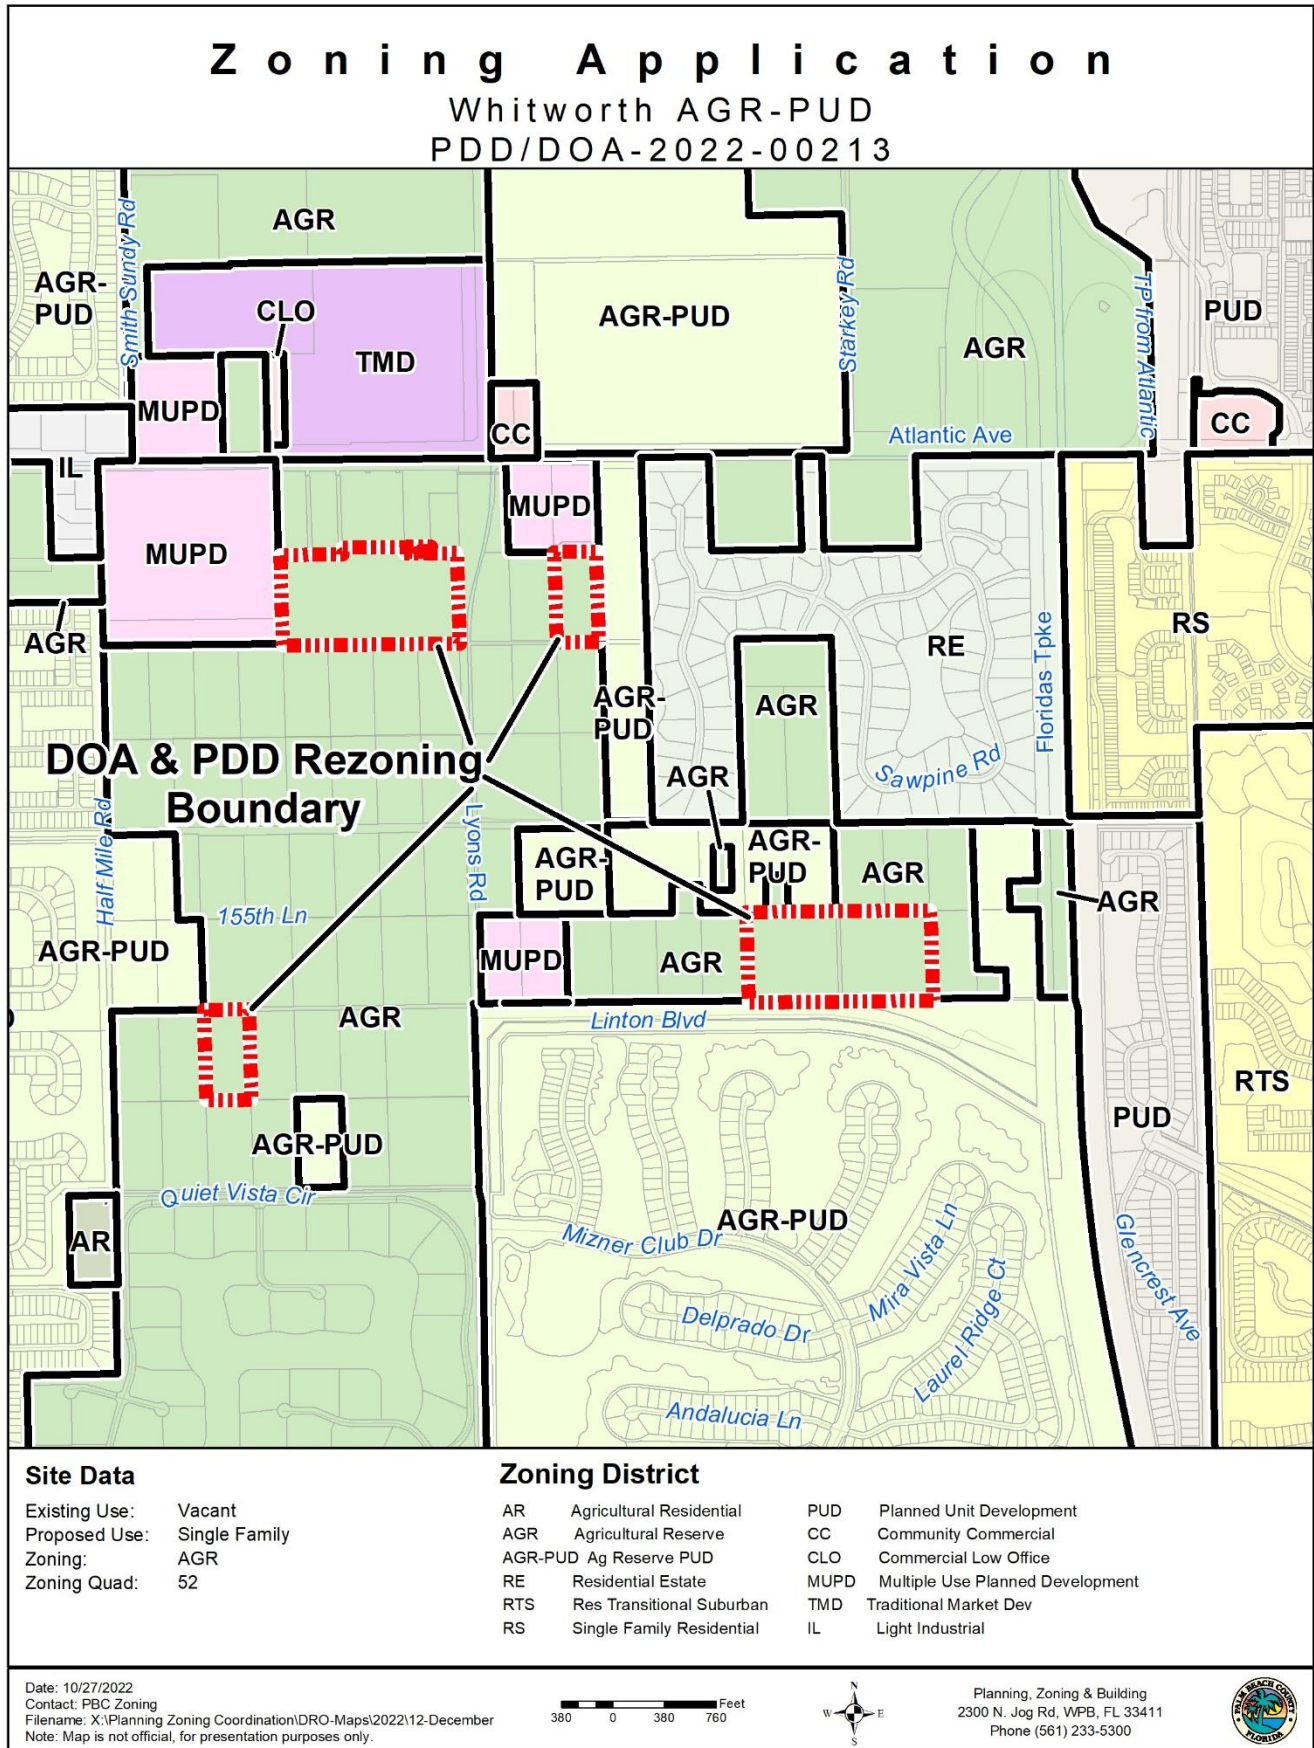 Zoning Application
Whitworth AGR-PUD
PDD/DOA-2022-00213
AGR
Smith Sundy Rd
AGR-
PUD
CLO
TMD
MUPD
AGR-PUD
Starkey Rd
AGR
TP from Atlantic
PUD
CC
CC
Atlantic Ave
IL
MUPD
MUPD
AGR
RS
RE
Floridas Tpke
AGR-
PUD
AGR
AGR
Sawpine Rd
DOA & PDD Rezoning
Boundary
Half Mile Rd
Lyons Rd
AGR-
PUD
AGR-
PUD
AGR
AGR
155th Ln
AGR-PUD
MUPD
AGR
AGR
Linton Blvd
RTS
PUD
AGR-PUD
Quiet Vista Cir
AR
AGR-PUD
Mizner Club Dr
Mira Vista Ln
Glencrest Ave
Delprado Dr
Laurel Ridge Ct
Andalucia Ln
Site Data
Existing Use: Vacant
Proposed Use: Single Family
Zoning: AGR
Zoning Quad: 52
Zoning District
AR Agricultural Residential
AGR Agricultural Reserve
AGR-PUD Ag Reserve PUD
RE Residential Estate
RTS Res Transitional Suburban
RS Single Family Residential
PUD Planned Unit Development
CC Community Commercial
CLO Commercial Low Office
MUPD Multiple Use Planned Development
TMD Traditional Market Dev
IL Light Industrial
Date: 10/27/2022
Contact: PBC Zoning
Filename: X:\Planning Zoning Coordination\DRO-Maps\2022\12-December
Note: Map is not official, for presentation purposes only.
Feet
380 0 380 760
N
W E
S
Planning, Zoning & Building
2300 N. Jog Rd, WPB, FL 33411
Phone (561) 233-5300
PALM BEACH COUNTY
FLORIDA